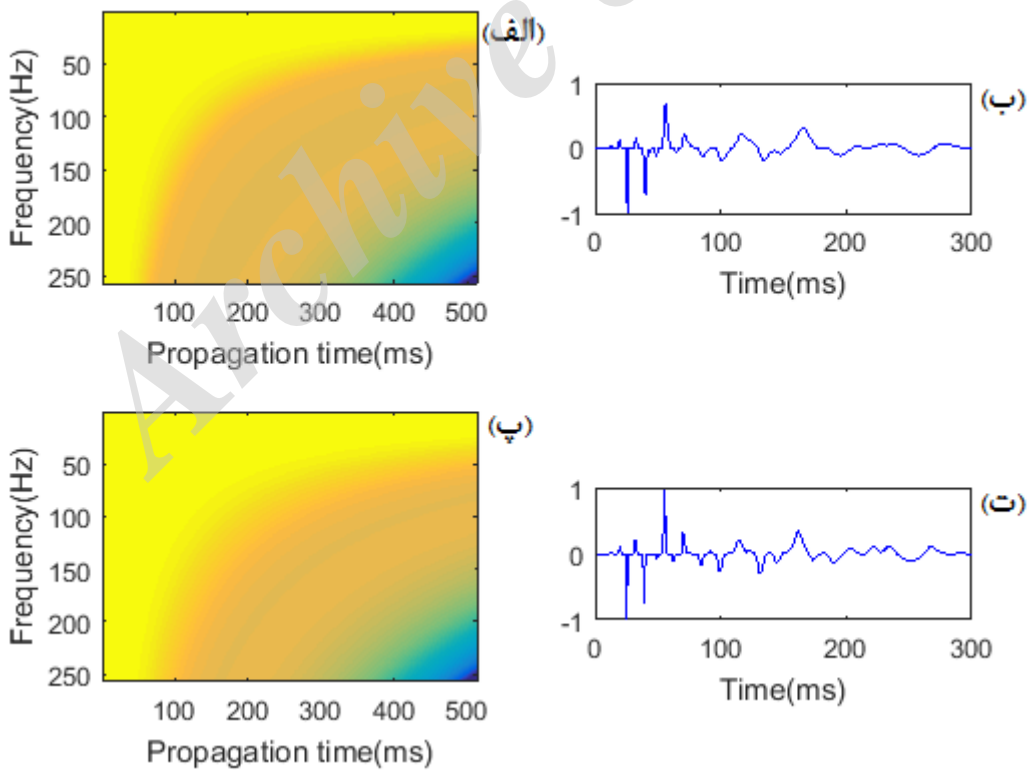 (الف)
50
100
150
200
250
Frequency(Hz)
100 200 300 400 500
Propagation time(ms)
(ب)
1
0
-1
0 100 200 300
Time(ms)
(پ)
50
100
150
200
250
Frequency(Hz)
100 200 300 400 500
Propagation time(ms)
(ت)
1
0
-1
0 100 200 300
Time(ms)
Archive